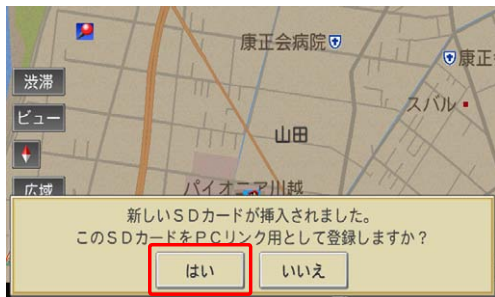 康正会病院
康正
渋滞
スバル
ビュー
山田
広域
パイオニア川越
新しいＳＤカードが挿入されました。
このＳＤカードをＰＣリンク用として登録しますか？
はい
いいえ